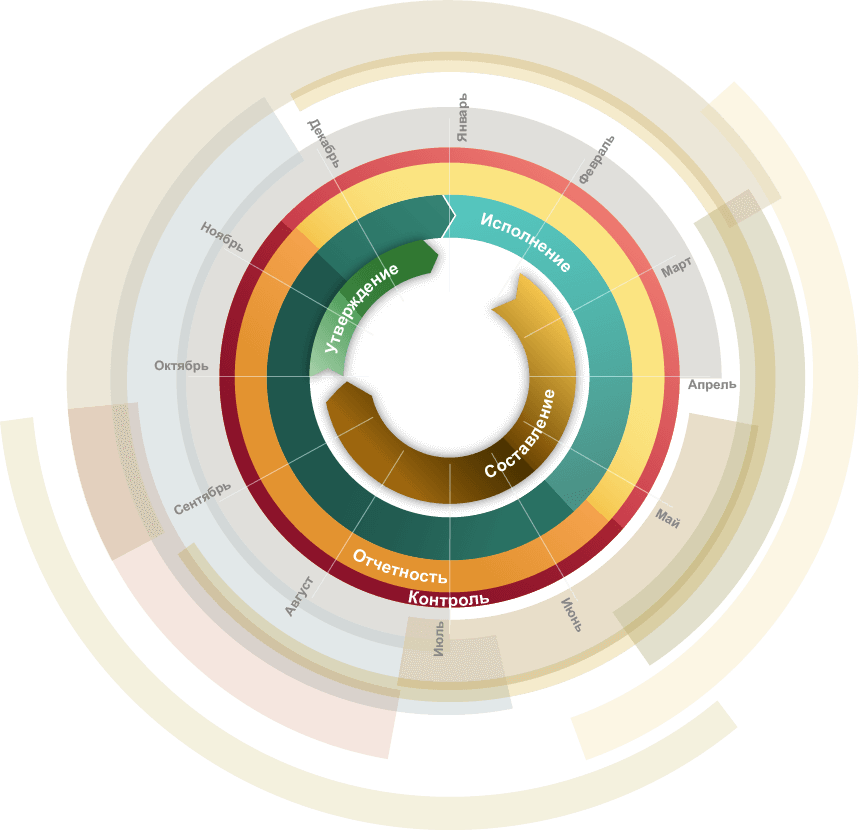 Январь
Февраль
Март
Апрель
Май
Июнь
Июль
Август
Сентябрь
Октябрь
Ноябрь
Декабрь
Исполнение
Утверждение
Составление
Отчетность
Контроль